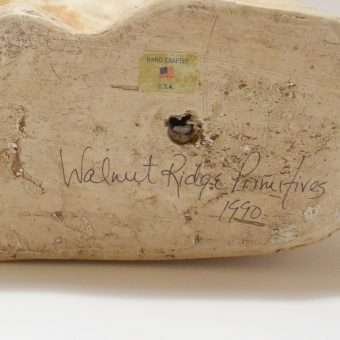 HAND CRAFTED
U.S.A.
Walnut Ridge Primitives
1990